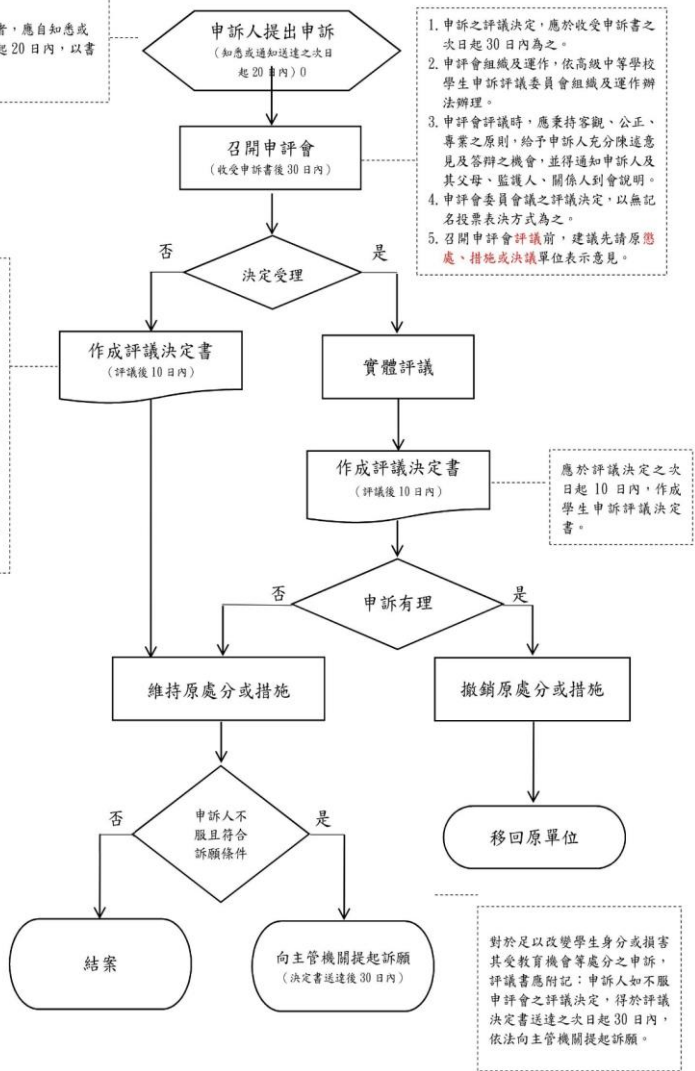 者，應自知悉或
起 20 日內，以書
申訴人提出申訴
（知悉或通知送達之次日
起 20 日內）0
1. 申訴之評議決定，應於收受申訴書之
次日起 30 日內為之。
2. 申評會組織及運作，依高級中等學校
學生申訴評議委員會組織及運作辦
法辦理。
3. 申評會評議時，應秉持客觀、公正、
專業之原則，給予申訴人充分陳述意
見及答辯之機會，並得通知申訴人及
其父母、監護人、關係人到會說明。
4. 申評會委員會議之評議決定，以無記
名投票表決方式為之。
5. 召開申評會評議前，建議先請原懲
處、措施或決議單位表示意見。
召開申評會
（收受申訴書後 30 日內）
否
是
決定受理
作成評議決定書
（評議後 10 日內）
實體評議
作成評議決定書
（評議後 10 日內）
應於評議決定之次
日起 10 日內，作成
學生申訴評議決定
書。
否
是
申訴有理
維持原處分或措施
撤銷原處分或措施
否
是
申訴人不
服且符合
訴願條件
移回原單位
結案
向主管機關提起訴願
（決定書送達後 30 日內）
對於足以改變學生身分或損害
其受教育機會等處分之申訴，
評議書應附記：申訴人如不服
申評會之評議決定，得於評議
決定書送達之次日起 30 日內，
依法向主管機關提起訴願。